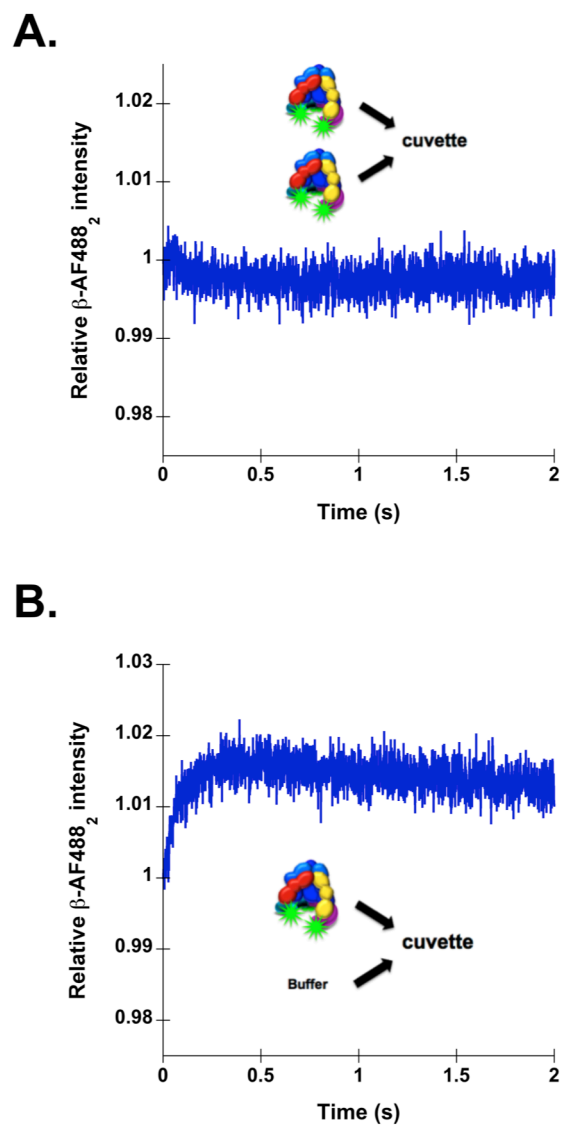 A.
Relative β-AF488₂ intensity
1.02
1.01
1
0.99
0.98
cuvette
0 0.5 1 1.5 2
Time (s)
B.
Relative β-AF488₂ intensity
1.03
1.02
1.01
1
0.99
0.98
cuvette
Buffer
0 0.5 1 1.5 2
Time (s)